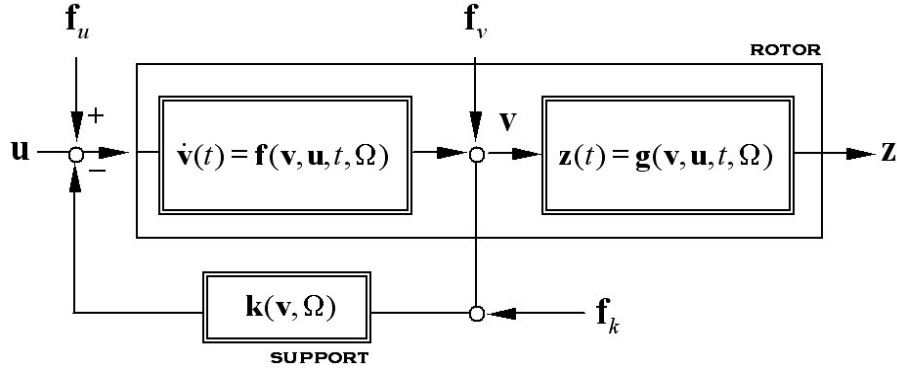 f_u
f_v
ROTOR
+
u
−
v̇(t) = f(v, u, t, Ω)
v
z(t) = g(v, u, t, Ω)
z
k(v, Ω)
f_k
SUPPORT